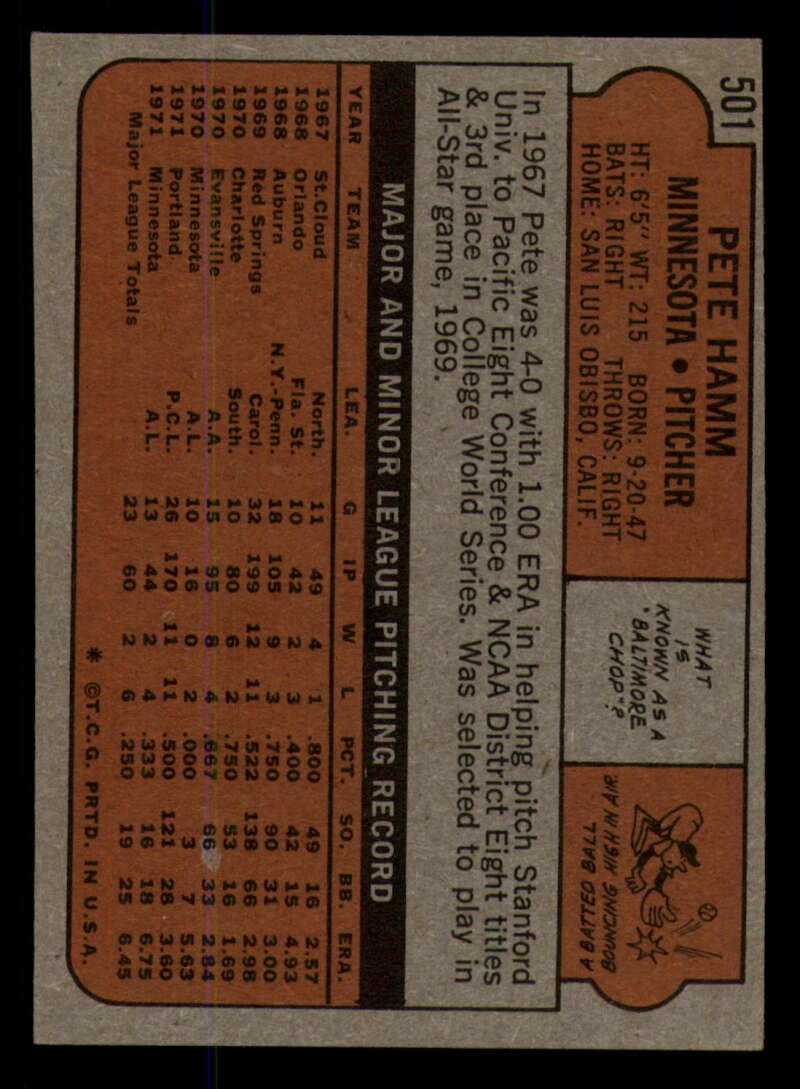 501
PETE HAMM
MINNESOTA • PITCHER
HT: 6'5" WT: 215 BORN: 9-20-47
BATS: RIGHT THROWS: RIGHT
HOME: SAN LUIS OBISBO, CALIF.
WHAT
IS
KNOWN AS A
"BALTIMORE
CHOP"?
A BATTED BALL
BOUNCING HIGH IN AIR
In 1967 Pete was 4-0 with 1.00 ERA in helping pitch Stanford
Univ. to Pacific Eight Conference & NCAA District Eight titles
& 3rd place in College World Series. Was selected to play in
All-Star game, 1969.
MAJOR AND MINOR LEAGUE PITCHING RECORD
YEAR TEAM LEA. G IP W L PCT. SO. BB. ERA.
1967 St.Cloud North. 11 49 4 1 .800 49 16 2.57
1968 Orlando Fla. St. 10 42 2 3 .400 42 15 4.93
1968 Auburn N.Y.-Penn. 18 105 9 3 .750 90 31 3.00
1969 Red Springs Carol. 32 199 12 11 .522 138 66 2.98
1970 Charlotte South. 10 80 6 2 .750 53 16 1.69
1970 Evansville A.A. 15 95 8 4 .667 66 33 2.84
1970 Minnesota A.L. 10 16 0 2 .000 3 7 5.63
1971 Portland P.C.L. 26 170 11 11 .500 121 28 3.60
1971 Minnesota A.L. 13 44 2 4 .333 16 18 6.75
Major League Totals 23 60 2 6 .250 19 25 6.45
* ©T.C.G. PRTD. IN U.S.A.